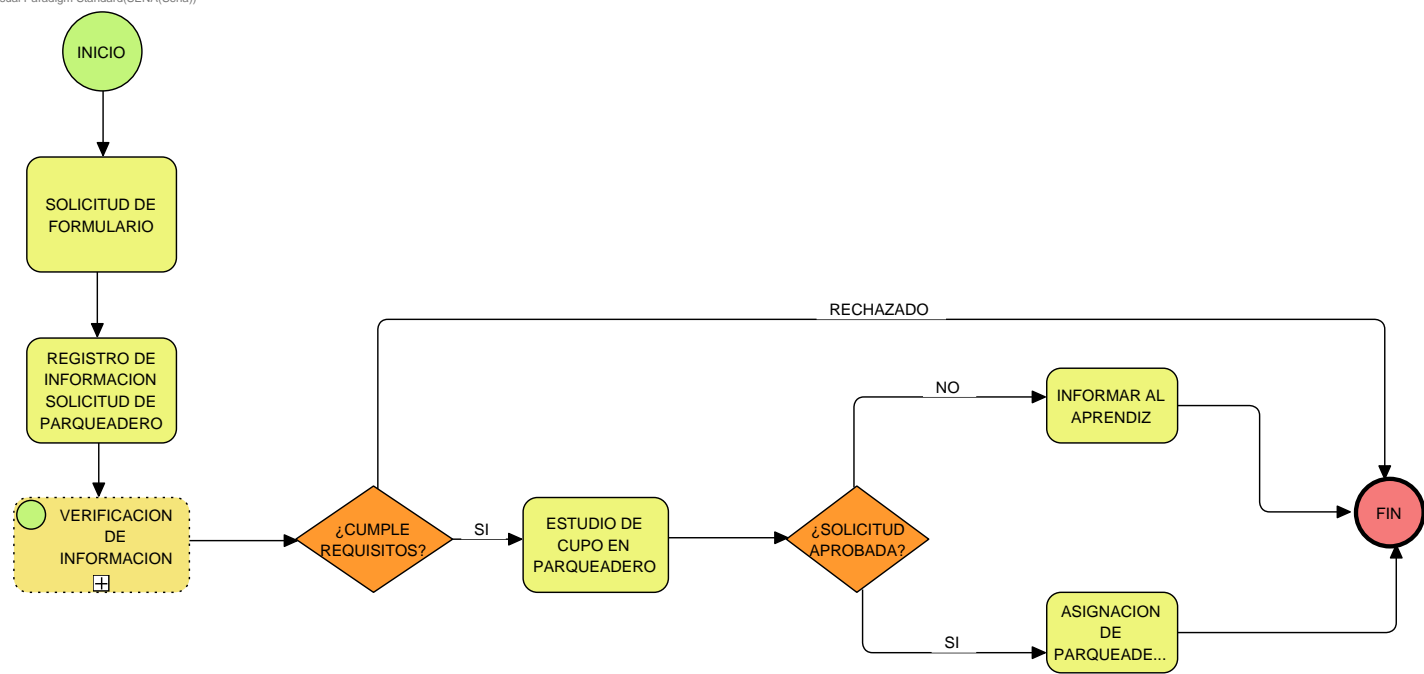 INICIO
SOLICITUD DE
FORMULARIO
REGISTRO DE
INFORMACION
SOLICITUD DE
PARQUEADERO
VERIFICACION
DE
INFORMACION
¿CUMPLE
REQUISITOS?
RECHAZADO
SI
ESTUDIO DE
CUPO EN
PARQUEADERO
¿SOLICITUD
APROBADA?
NO
INFORMAR AL
APRENDIZ
SI
ASIGNACION
DE
PARQUEADE...
FIN